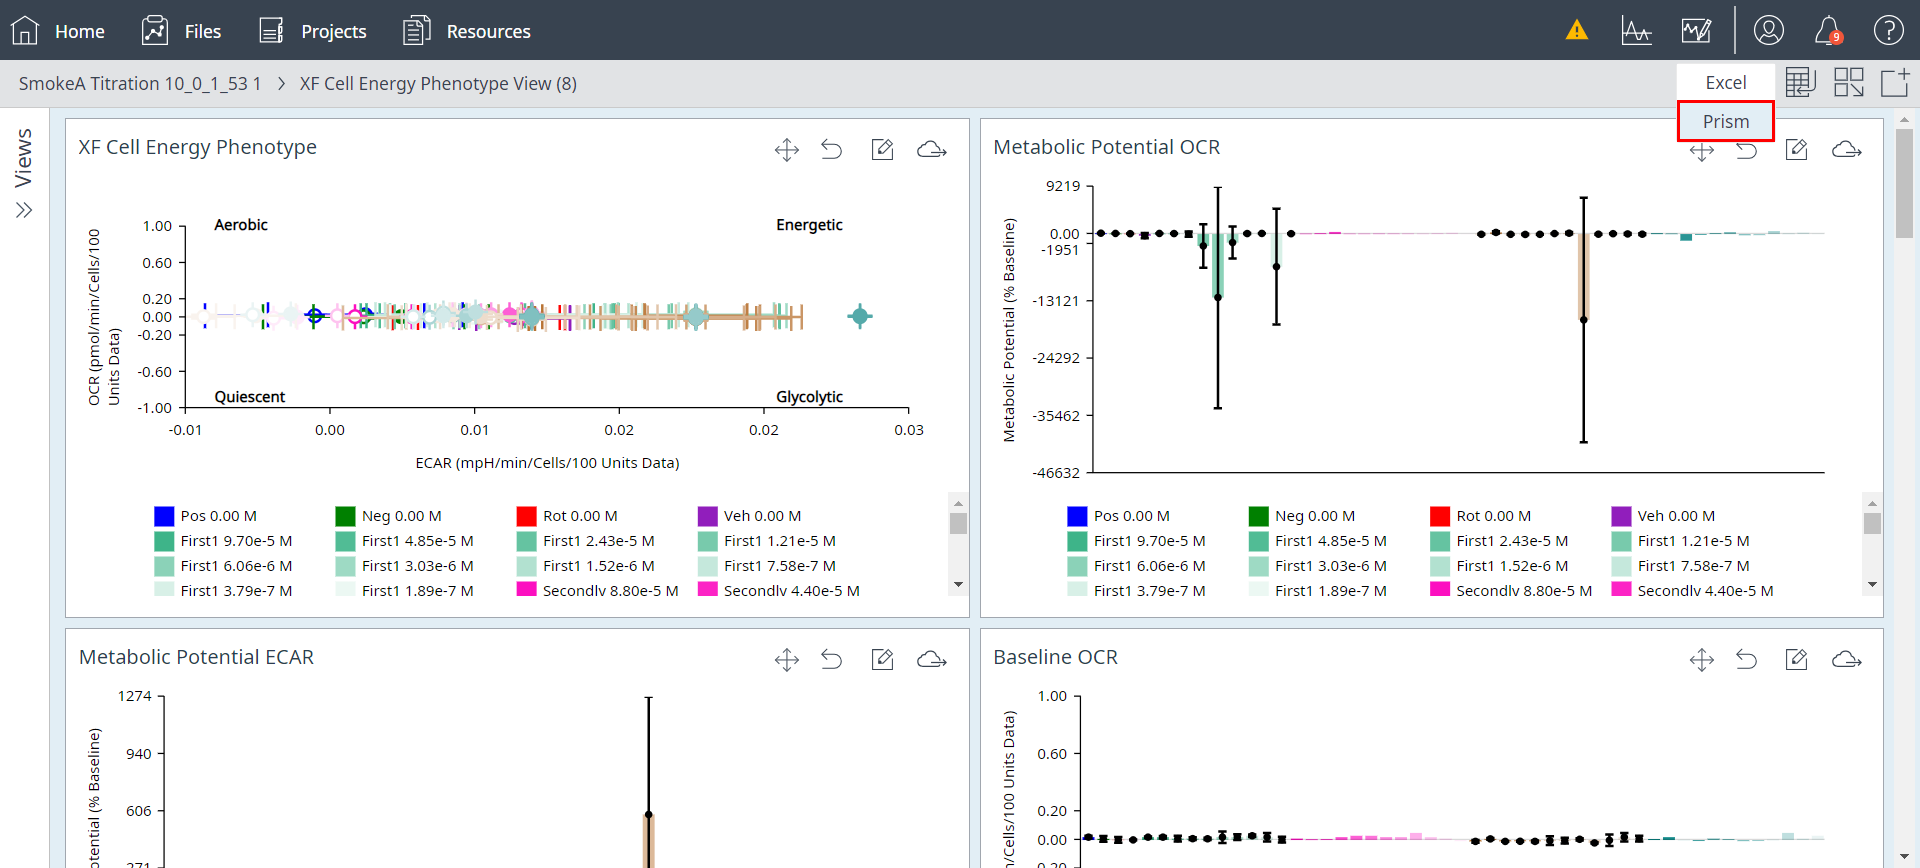 Home
Files
Projects
Resources
9
SmokeA Titration 10_0_1_53 1
XF Cell Energy Phenotype View (8)
Excel
Prism
Views
XF Cell Energy Phenotype
OCR (pmol/min/Cells/100
Units Data)
1.00
0.60
0.20
0.00
-0.20
-0.60
-1.00
Aerobic
Energetic
Quiescent
Glycolytic
-0.01
0.00
0.01
0.02
0.02
0.03
ECAR (mpH/min/Cells/100 Units Data)
Pos 0.00 M
Neg 0.00 M
Rot 0.00 M
Veh 0.00 M
First1 9.70e-5 M
First1 4.85e-5 M
First1 2.43e-5 M
First1 1.21e-5 M
First1 6.06e-6 M
First1 3.03e-6 M
First1 1.52e-6 M
First1 7.58e-7 M
First1 3.79e-7 M
First1 1.89e-7 M
Secondly 8.80e-5 M
Secondly 4.40e-5 M
Metabolic Potential OCR
Metabolic Potential (% Baseline)
9219
0.00
-1951
-13121
-24292
-35462
-46632
Pos 0.00 M
Neg 0.00 M
Rot 0.00 M
Veh 0.00 M
First1 9.70e-5 M
First1 4.85e-5 M
First1 2.43e-5 M
First1 1.21e-5 M
First1 6.06e-6 M
First1 3.03e-6 M
First1 1.52e-6 M
First1 7.58e-7 M
First1 3.79e-7 M
First1 1.89e-7 M
Secondly 8.80e-5 M
Secondly 4.40e-5 M
Metabolic Potential ECAR
otential (% Baseline)
1274
940
606
271
Baseline OCR
/Cells/100 Units Data)
1.00
0.60
0.20
0.00
-0.20